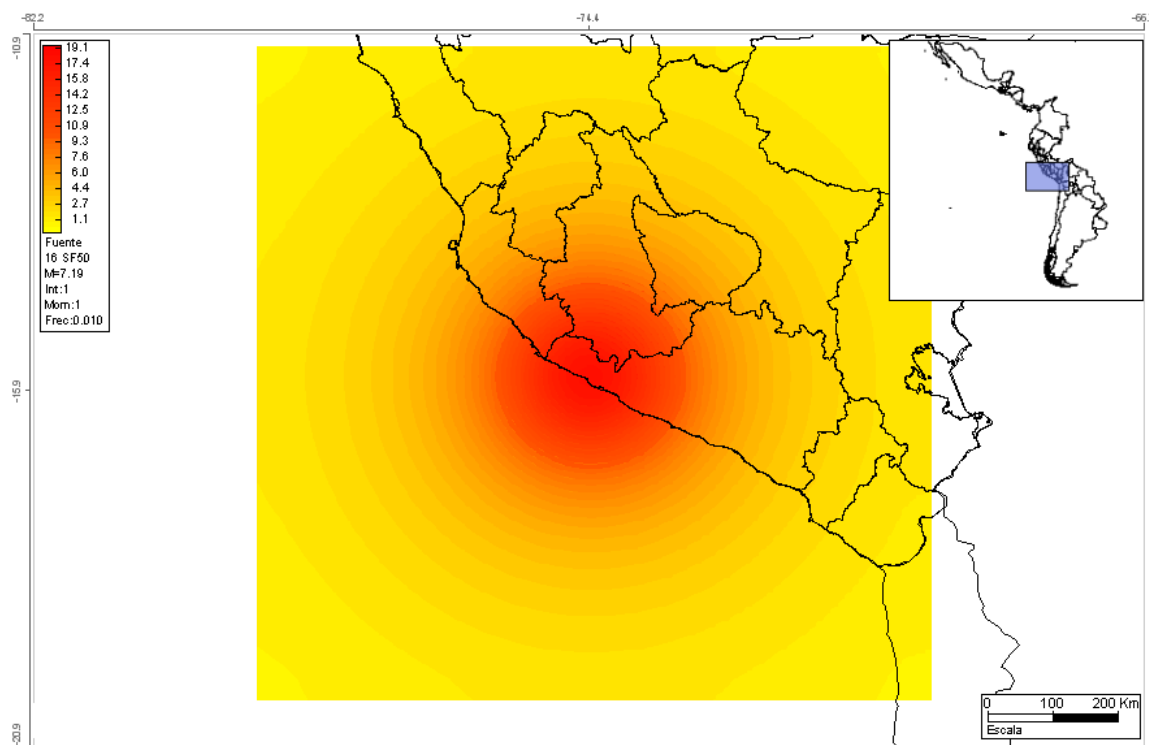 -82.2
-74.4
-66.
-10.9
-15.9
-20.9
19.1
17.4
15.8
14.2
12.5
10.9
9.3
7.6
6.0
4.4
2.7
1.1
Fuente
16 SF50
M=7.19
Int:1
Mom:1
Frec:0.010
0 100 200 Km
Escala